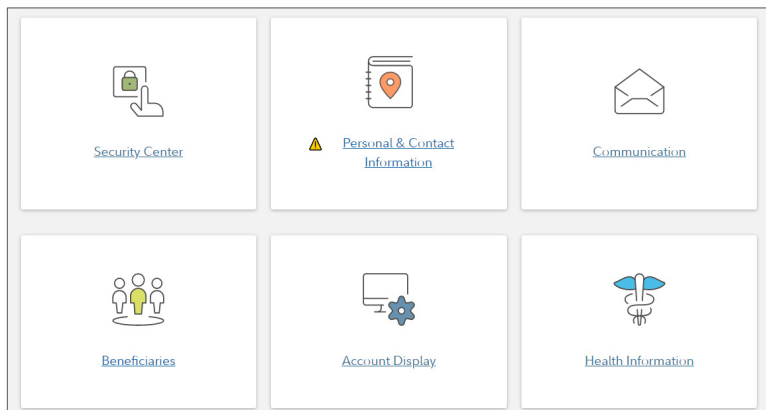 Security Center
Personal & Contact
Information
Communication
Beneficiaries
Account Display
Health Information